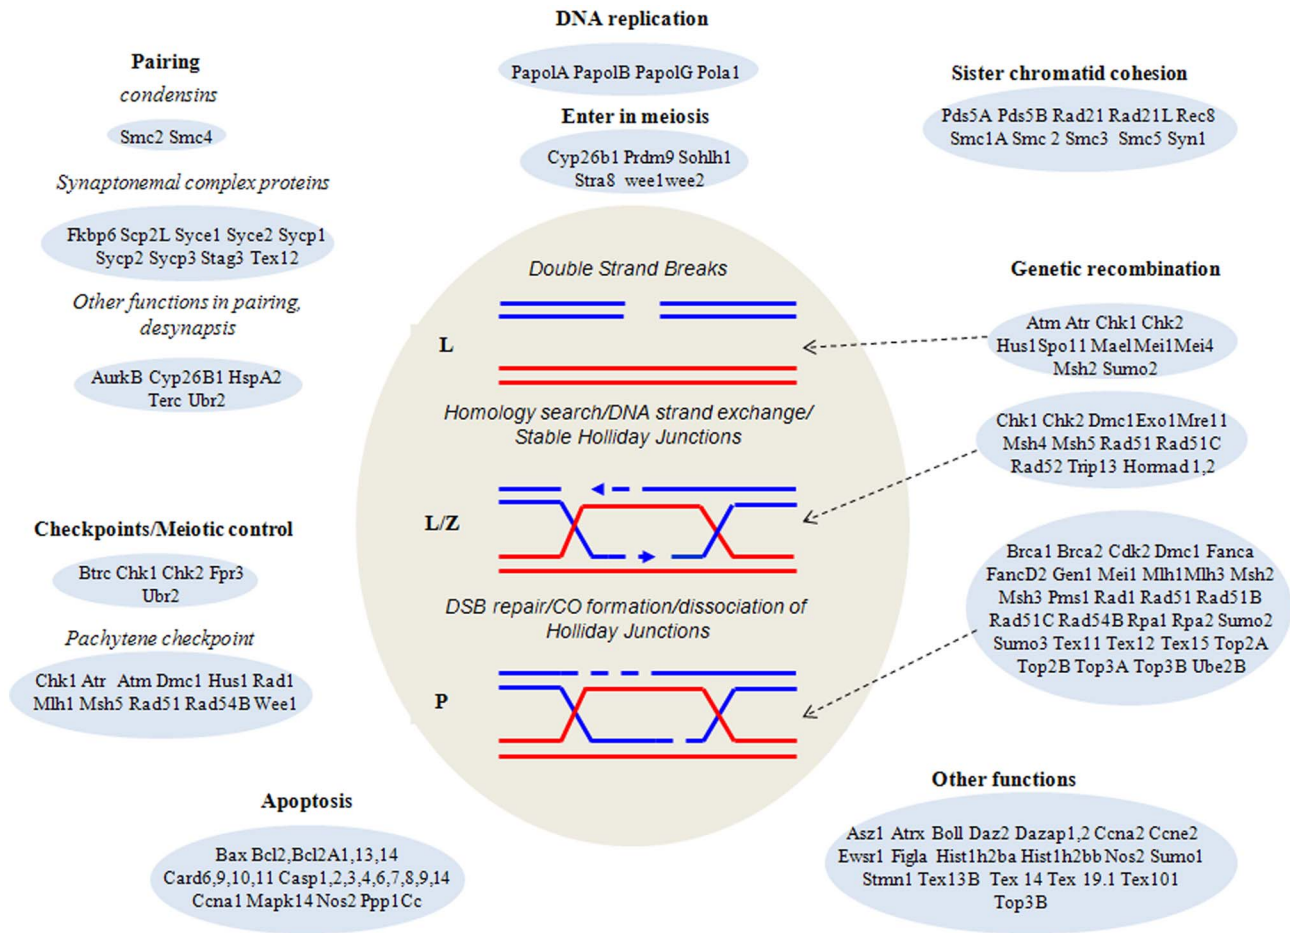 DNA replication
PapolA PapolB PapolG Pola1
Enter in meiosis
Cyp26b1 Prdm9 Sohlh1
Stra8 wee1wee2
Pairing
condensins
Smc2 Smc4
Synaptonemal complex proteins
Fkbp6 Scp2L Syce1 Syce2 Sycp1
Sycp2 Sycp3 Stag3 Tex12
Other functions in pairing,
desynapsis
AurkB Cyp26B1 HspA2
Terc Ubr2
Checkpoints/Meiotic control
Btrc Chk1 Chk2 Fpr3
Ubr2
Pachytene checkpoint
Chk1 Atr Atm Dmc1 Hus1 Rad1
Mlh1 Msh5 Rad51 Rad54B Wee1
Apoptosis
Bax Bcl2,Bcl2A1,13,14
Card6,9,10,11 Casp1,2,3,4,6,7,8,9,14
Ccna1 Mapk14 Nos2 Ppp1Cc
Double Strand Breaks
L
Homology search/DNA strand exchange/
Stable Holliday Junctions
L/Z
DSB repair/CO formation/dissociation of
Holliday Junctions
P
Sister chromatid cohesion
Pds5A Pds5B Rad21 Rad21L Rec8
Smc1A Smc 2 Smc3 Smc5 Syn1
Genetic recombination
Atm Atr Chk1 Chk2
Hus1Spo11 Mael Mei1Mei4
Msh2 Sumo2
Chk1 Chk2 Dmc1Exo1Mre11
Msh4 Msh5 Rad51 Rad51C
Rad52 Trip13 Hormad 1,2
Brca1 Brca2 Cdk2 Dmc1 Fanca
FancD2 Gen1 Mei1 Mlh1Mlh3 Msh2
Msh3 Pms1 Rad1 Rad51 Rad51B
Rad51C Rad54B Rpa1 Rpa2 Sumo2
Sumo3 Tex11 Tex12 Tex15 Top2A
Top2B Top3A Top3B Ube2B
Other functions
Asz1 Atrx Boll Daz2 Dazap1,2 Ccna2 Ccne2
Ewsr1 Figla Hist1h2ba Hist1h2bb Nos2 Sumo1
Stmn1 Tex13B Tex 14 Tex 19.1 Tex101
Top3B